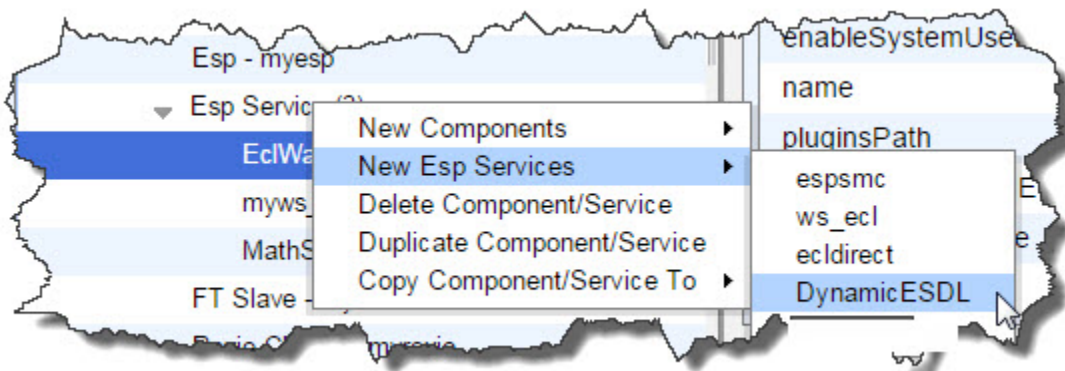 Esp - myesp
Esp Servic
EclWa
myws_
MathS
FT Slave -
New Components
New Esp Services
Delete Component/Service
Duplicate Component/Service
Copy Component/Service To
espsmc
ws_ecl
ecldirect
DynamicESDL
enableSystemUse
name
pluginsPath